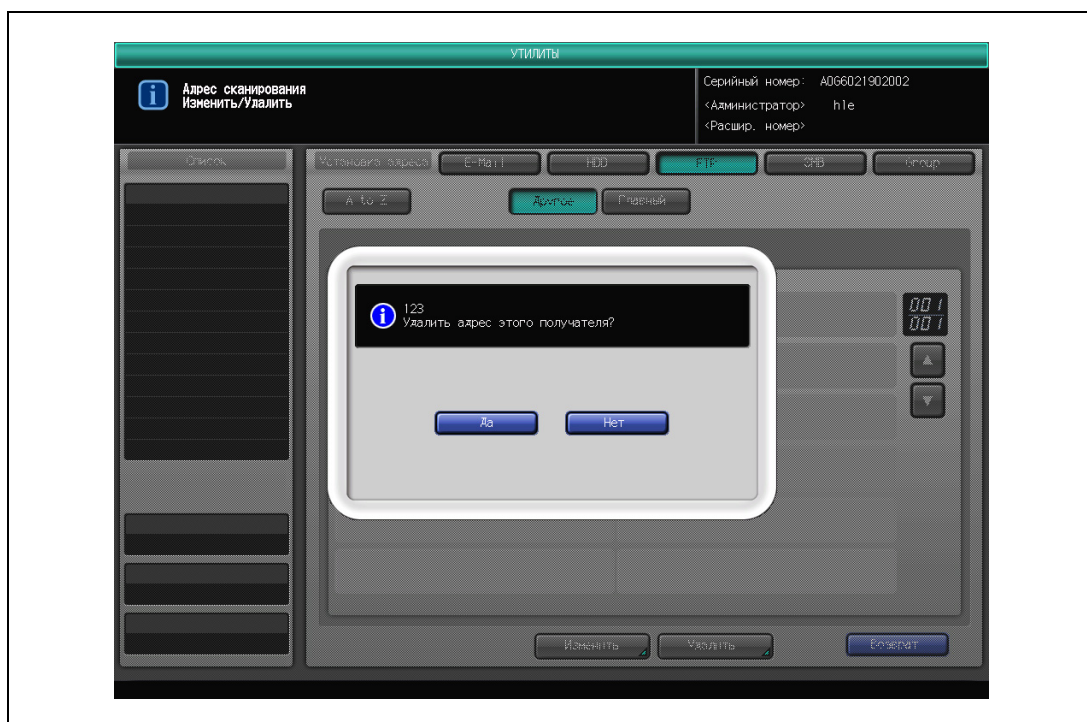 УТИЛИТЫ
Адрес сканирования
Изменить/Удалить
Серийный номер: A0G6021902002
<Администратор> hle
<Расшир. номер>
Список
Установка адреса
E-Mail
HDD
FTP
SMB
Group
A to Z
Другое
Главный
123
Удалить адрес этого получателя?
001
001
Да
Нет
Изменить
Удалить
Возврат